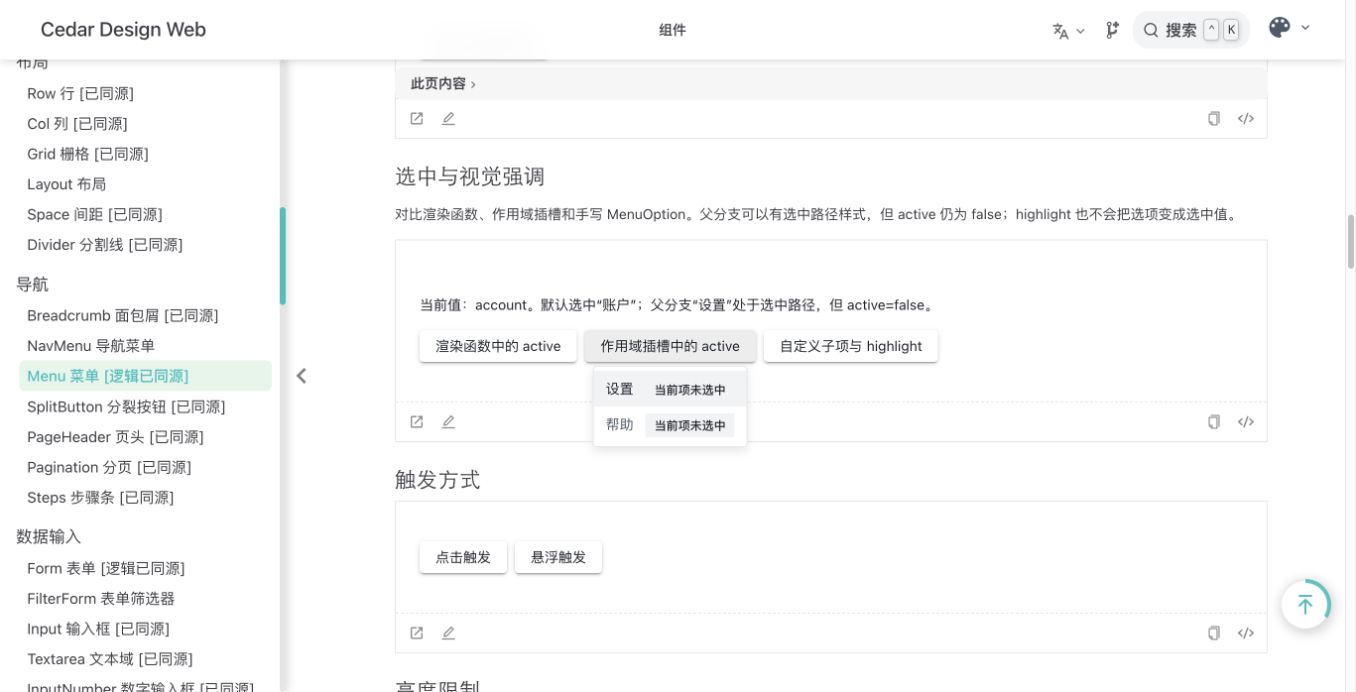 Cedar Design Web
组件
搜索 ^ K
布局
Row 行 [已同源]
Col 列 [已同源]
Grid 栅格 [已同源]
Layout 布局
Space 间距 [已同源]
Divider 分割线 [已同源]
导航
Breadcrumb 面包屑 [已同源]
NavMenu 导航菜单
Menu 菜单 [逻辑已同源]
SplitButton 分裂按钮 [已同源]
PageHeader 页头 [已同源]
Pagination 分页 [已同源]
Steps 步骤条 [已同源]
数据输入
Form 表单 [逻辑已同源]
FilterForm 表单筛选器
Input 输入框 [已同源]
Textarea 文本域 [已同源]
InputNumber 数字输入框 [已同源]
此页内容 ›
选中与视觉强调
对比渲染函数、作用域插槽和手写 MenuOption。父分支可以有选中路径样式，但 active 仍为 false；highlight 也不会把选项变成选中值。
当前值：account。默认选中“账户”；父分支“设置”处于选中路径，但 active=false。
渲染函数中的 active 作用域插槽中的 active 自定义子项与 highlight
设置 当前项未选中
帮助 当前项未选中
触发方式
点击触发 悬浮触发
高度限制